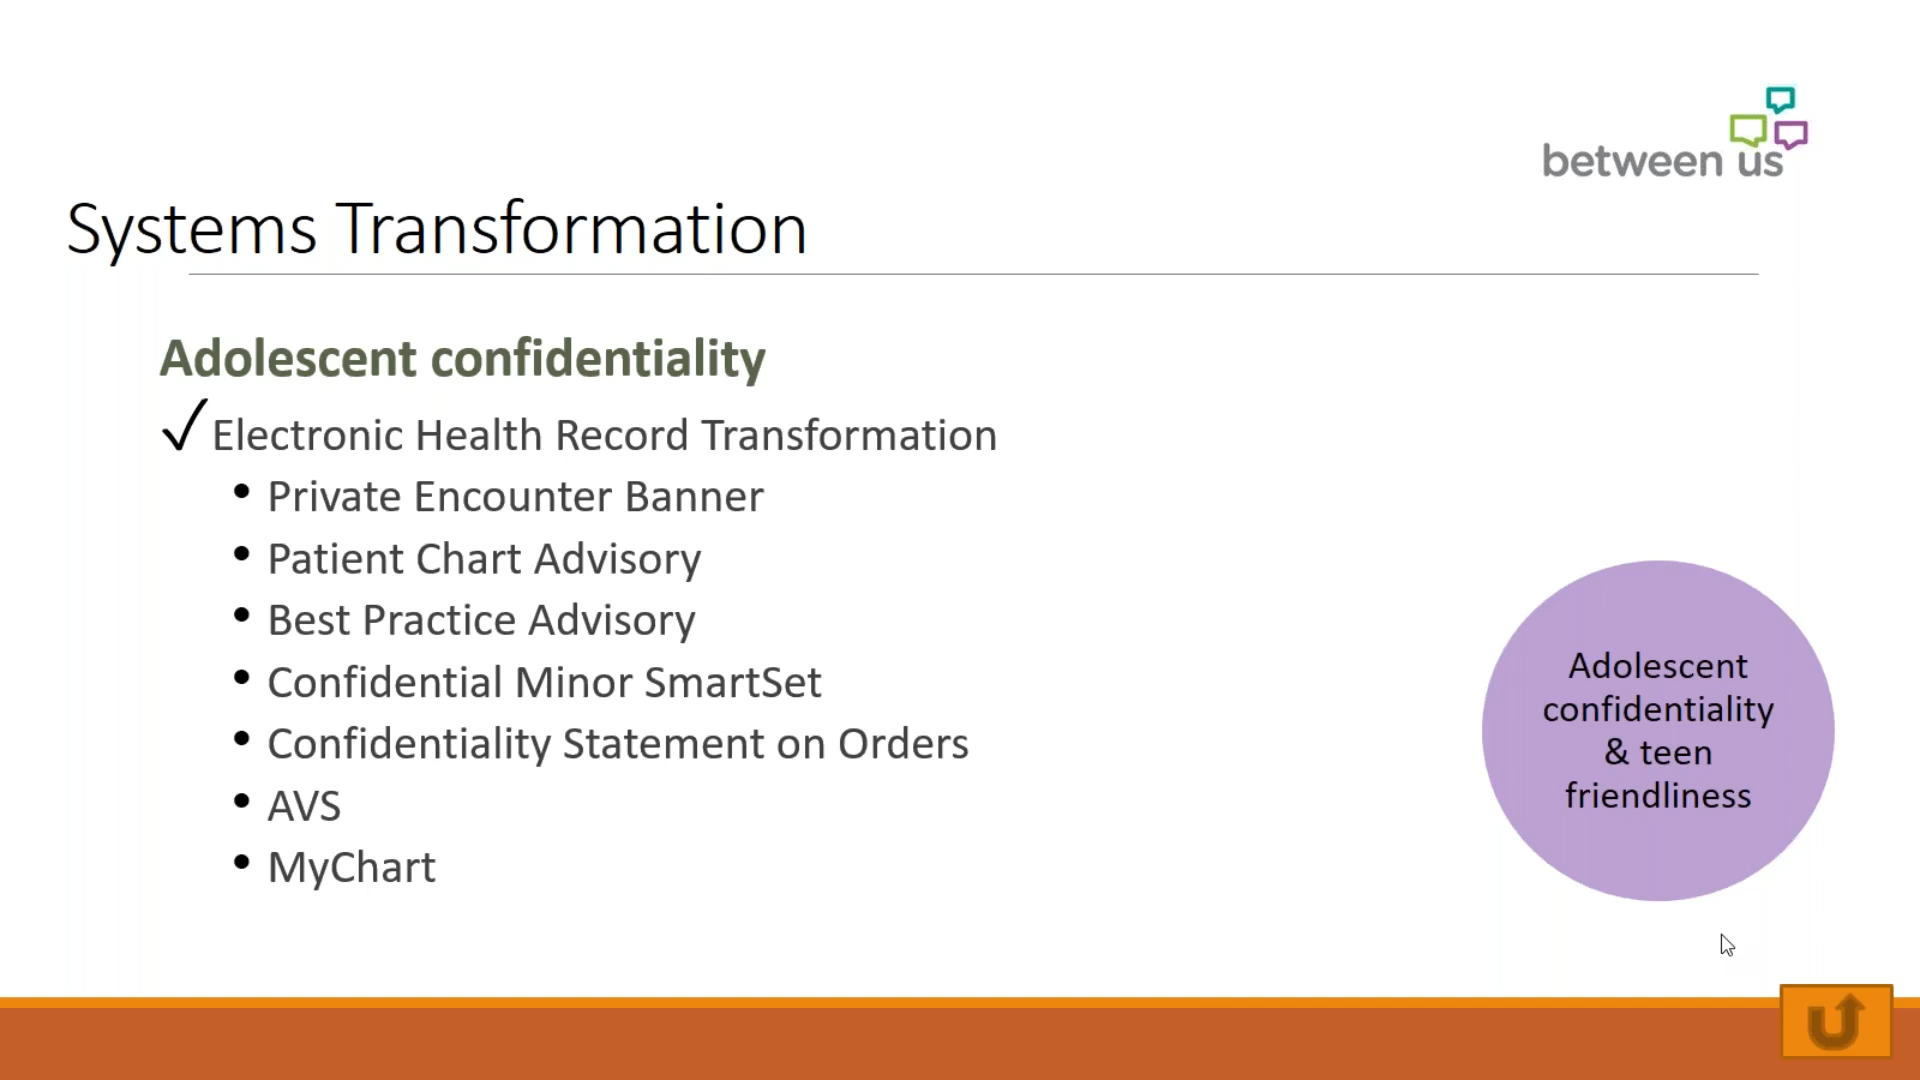 between us
Systems Transformation
Adolescent confidentiality
✓Electronic Health Record Transformation
• Private Encounter Banner
• Patient Chart Advisory
• Best Practice Advisory
• Confidential Minor SmartSet
• Confidentiality Statement on Orders
• AVS
• MyChart
Adolescent
confidentiality
& teen
friendliness